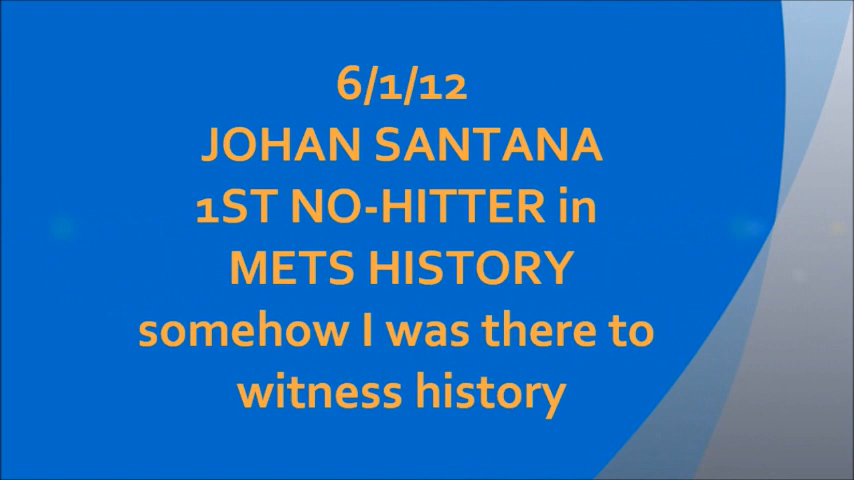 6/1/12
JOHAN SANTANA
1ST NO-HITTER in
METS HISTORY
somehow I was there to
witness history